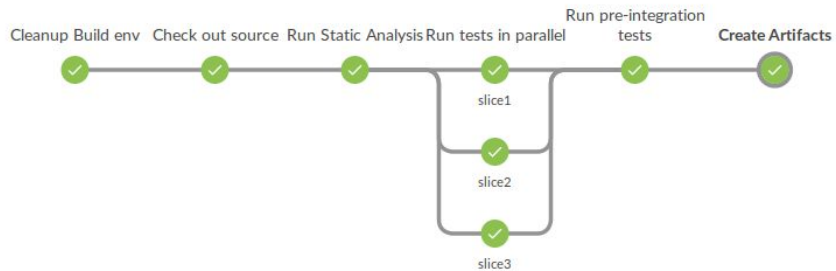 Cleanup Build env
Check out source
Run Static Analysis
Run tests in parallel
Run pre-integration
tests
Create Artifacts
slice1
slice2
slice3